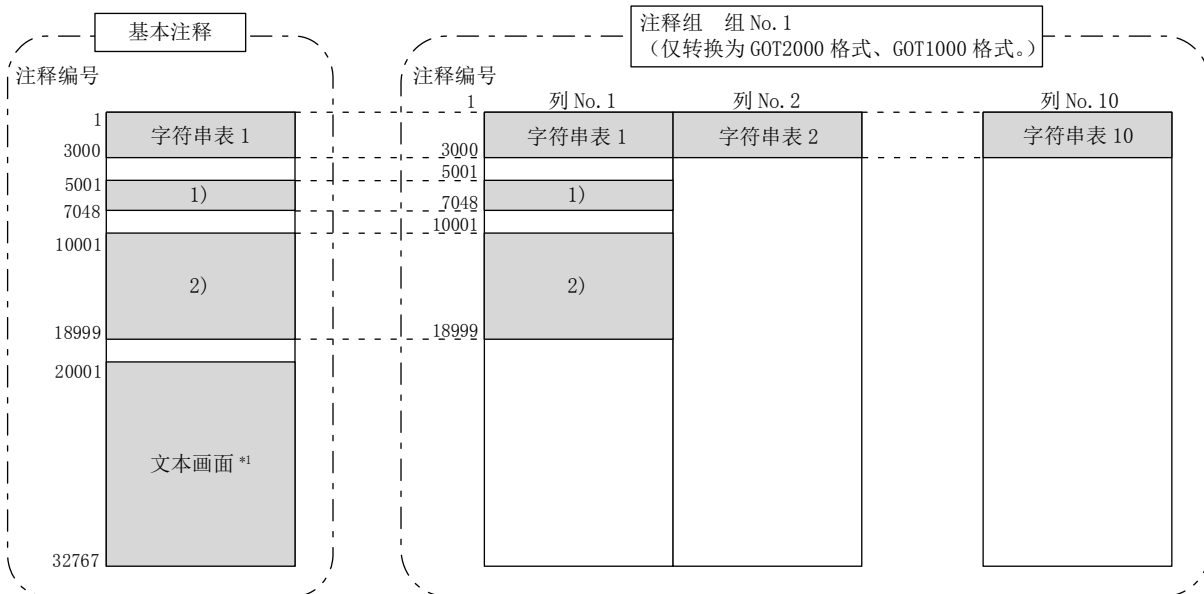 基本注释
注释编号
1
字符串表 1
3000
5001
1)
7048
10001
2)
18999
20001
文本画面 *1
32767
注释组　组 No. 1
（仅转换为 GOT2000 格式、GOT1000 格式。）
注释编号
1
列 No. 1
列 No. 2
列 No. 10
字符串表 1
字符串表 2
字符串表 10
3000
5001
1)
7048
10001
2)
18999